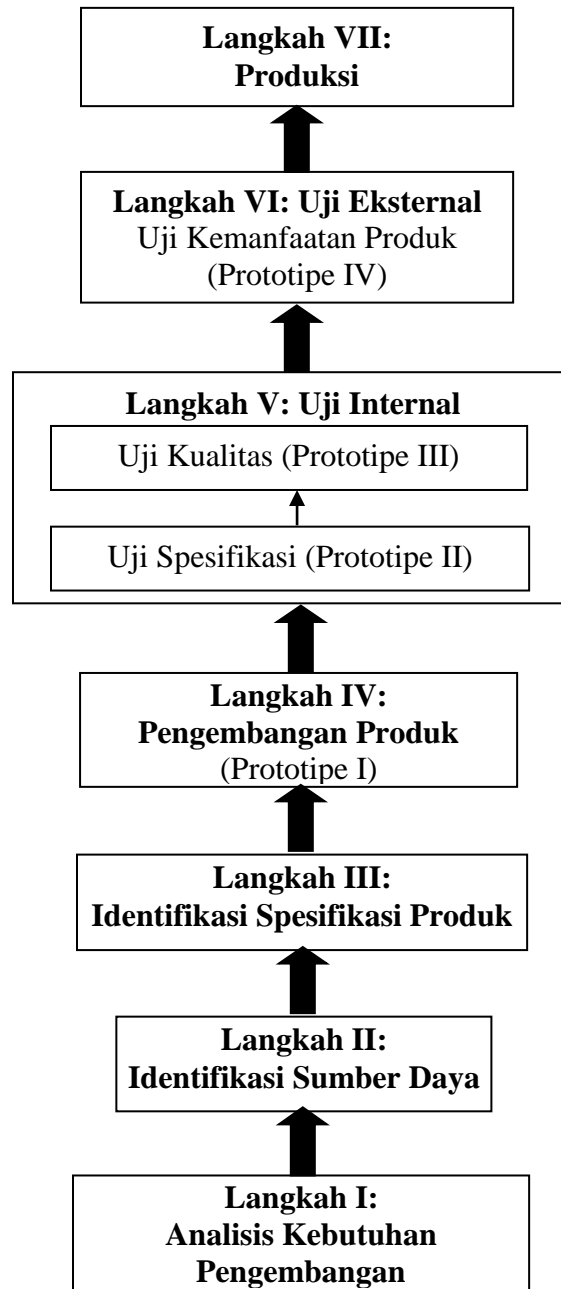 Langkah VII:
Produksi
Langkah VI: Uji Eksternal
Uji Kemanfaatan Produk
(Prototipe IV)
Langkah V: Uji Internal
Uji Kualitas (Prototipe III)
Uji Spesifikasi (Prototipe II)
Langkah IV:
Pengembangan Produk
(Prototipe I)
Langkah III:
Identifikasi Spesifikasi Produk
Langkah II:
Identifikasi Sumber Daya
Langkah I:
Analisis Kebutuhan
Pengembangan